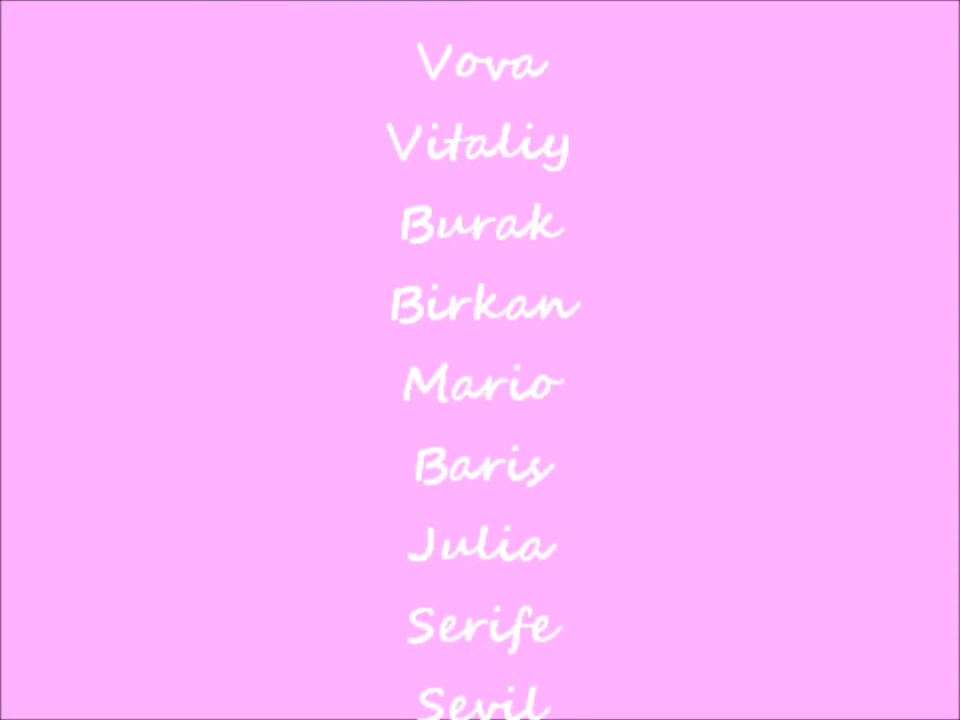 Vova
Vitaliy
Burak
Birkan
Mario
Baris
Julia
Serife
Sevil